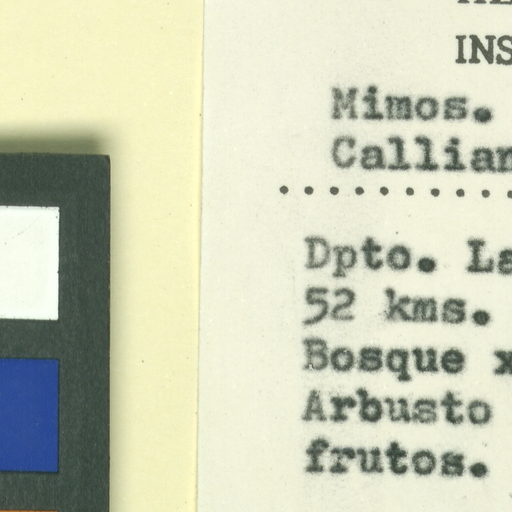 INS
Mimos.
Callian
Dpto. La
52 kms.
Bosque x
Arbusto
frutos.